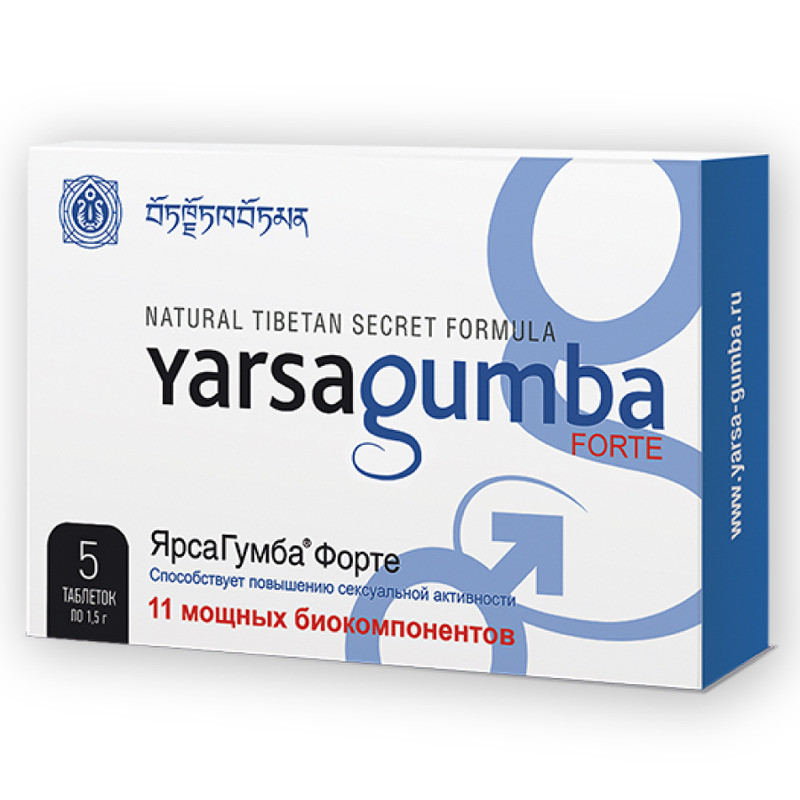 NATURAL TIBETAN SECRET FORMULA
Yarsagumba
FORTE
ЯрсаГумба® Форте
Способствует повышению сексуальной активности
11 мощных биокомпонентов
5
ТАБЛЕТОК
ПО 1,5 г
www.yarsa-gumba.ru